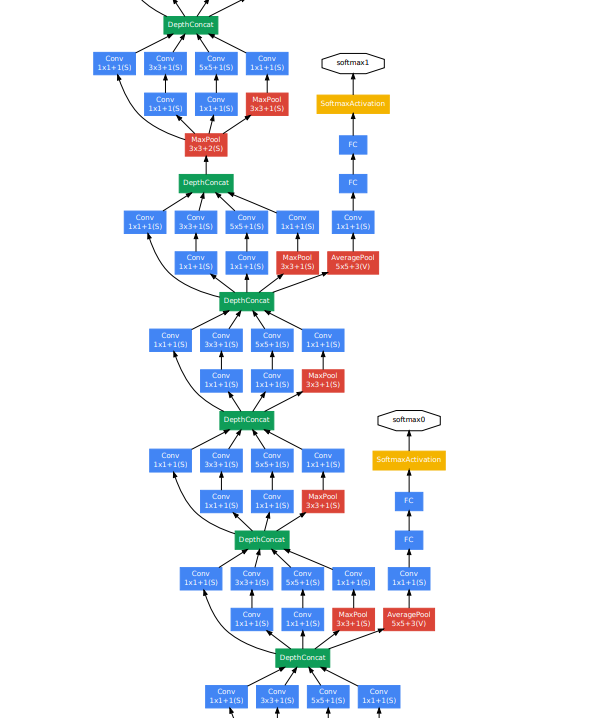 DepthConcat
Conv Conv Conv Conv
1x1+1(S) 3x3+1(S) 5x5+1(S) 1x1+1(S)
softmax1
Conv Conv MaxPool
1x1+1(S) 1x1+1(S) 3x3+1(S)
SoftmaxActivation
MaxPool
3x3+2(S)
FC
DepthConcat
FC
Conv Conv Conv Conv Conv
1x1+1(S) 3x3+1(S) 5x5+1(S) 1x1+1(S) 1x1+1(S)
Conv Conv MaxPool AveragePool
1x1+1(S) 1x1+1(S) 3x3+1(S) 5x5+3(V)
DepthConcat
Conv Conv Conv Conv
1x1+1(S) 3x3+1(S) 5x5+1(S) 1x1+1(S)
Conv Conv MaxPool
1x1+1(S) 1x1+1(S) 3x3+1(S)
DepthConcat
softmax0
Conv Conv Conv Conv
1x1+1(S) 3x3+1(S) 5x5+1(S) 1x1+1(S)
SoftmaxActivation
Conv Conv MaxPool
1x1+1(S) 1x1+1(S) 3x3+1(S)
FC
DepthConcat
FC
Conv Conv Conv Conv Conv
1x1+1(S) 3x3+1(S) 5x5+1(S) 1x1+1(S) 1x1+1(S)
Conv Conv MaxPool AveragePool
1x1+1(S) 1x1+1(S) 3x3+1(S) 5x5+3(V)
DepthConcat
Conv Conv Conv Conv
1x1+1(S) 3x3+1(S) 5x5+1(S) 1x1+1(S)